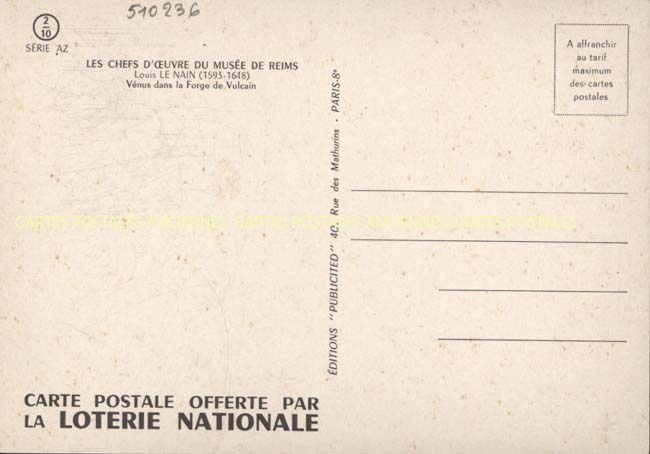 510236
2
10
SÉRIE AZ
LES CHEFS D'ŒUVRE DU MUSÉE DE REIMS
Louis LE NAIN (1593-1648)
Vénus dans la Forge de Vulcain
A affranchir
au tarif
maximum
des cartes
postales
ÉDITIONS "PUBLICITED" 40, Rue des Mathurins - PARIS-8e
CARTE POSTALE OFFERTE PAR
LA LOTERIE NATIONALE